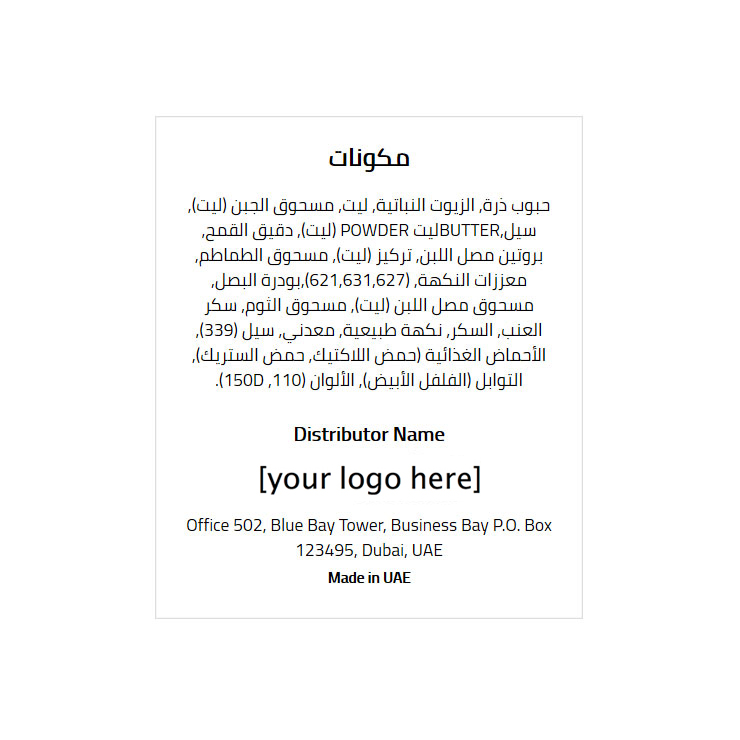 مكونات
حبوب ذرة, الزيوت النباتية, ليت, مسحوق الجبن (ليت),
سيل,BUTTERليت POWDER (ليت), دقيق القمح,
بروتين مصل اللبن, تركيز (ليت), مسحوق الطماطم,
معززات النكهة, (621,631,627),بودرة البصل,
مسحوق مصل اللبن (ليت), مسحوق الثوم, سكر
العنب, السكر, نكهة طبيعية, معدني, سيل (339),
الأحماض الغذائية (حمض اللاكتيك, حمض الستريك),
التوابل (الفلفل الأبيض), الألوان (110, 150D).
Distributor Name
[your logo here]
Office 502, Blue Bay Tower, Business Bay P.O. Box
123495, Dubai, UAE
Made in UAE